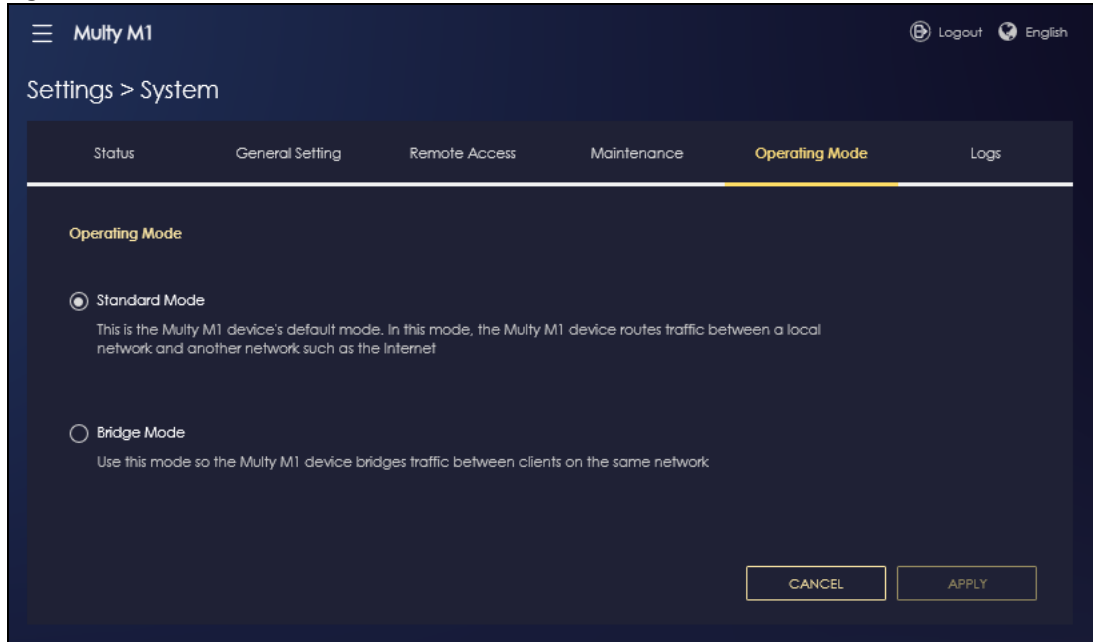 Multy M1
Logout
English
Settings > System
Status
General Setting
Remote Access
Maintenance
Operating Mode
Logs
Operating Mode
Standard Mode
This is the Multy M1 device's default mode. In this mode, the Multy M1 device routes traffic between a local
network and another network such as the Internet
Bridge Mode
Use this mode so the Multy M1 device bridges traffic between clients on the same network
CANCEL
APPLY